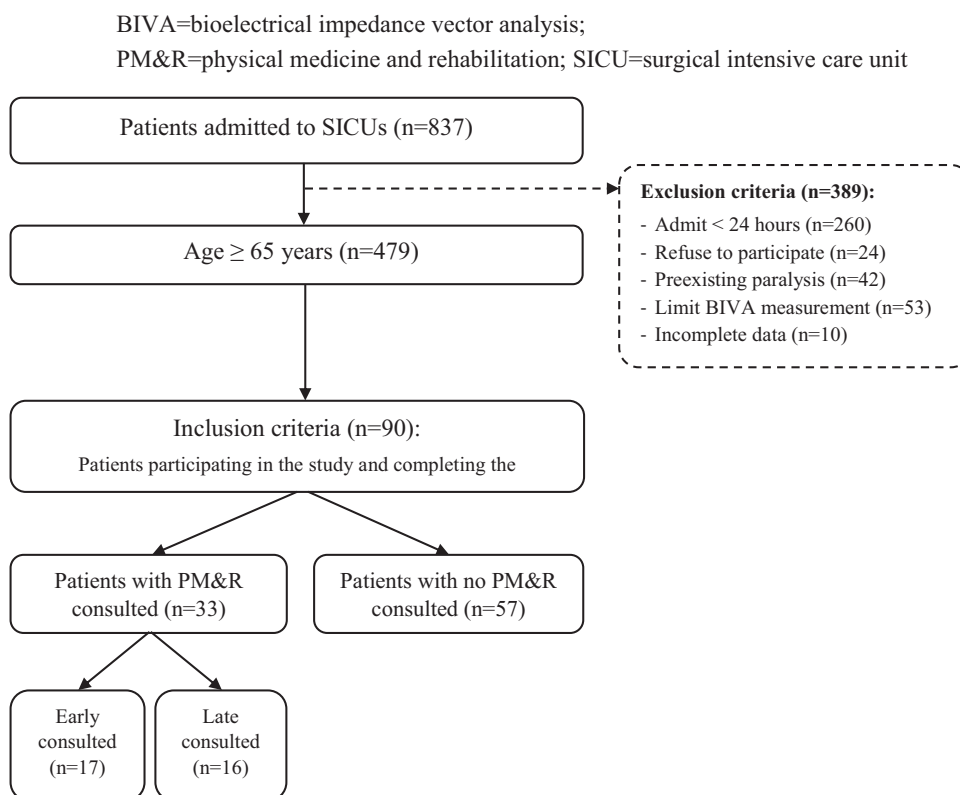 BIVA=bioelectrical impedance vector analysis;
PM&R=physical medicine and rehabilitation; SICU=surgical intensive care unit
Patients admitted to SICUs (n=837)
Exclusion criteria (n=389):
- Admit < 24 hours (n=260)
- Refuse to participate (n=24)
- Preexisting paralysis (n=42)
- Limit BIVA measurement (n=53)
- Incomplete data (n=10)
Age ≥ 65 years (n=479)
Inclusion criteria (n=90):
Patients participating in the study and completing the
Patients with PM&R
consulted (n=33)
Patients with no PM&R
consulted (n=57)
Early
consulted
(n=17)
Late
consulted
(n=16)